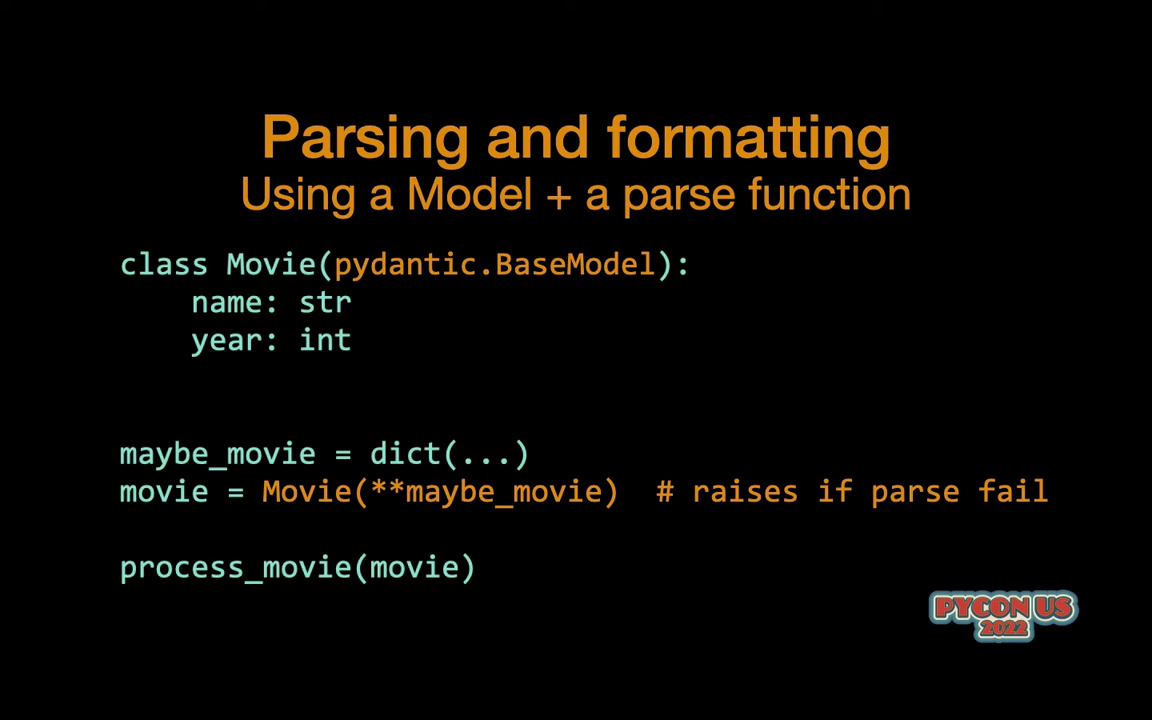 Parsing and formatting
Using a Model + a parse function
class Movie(pydantic.BaseModel):
    name: str
    year: int
maybe_movie = dict(...)
movie = Movie(**maybe_movie)  # raises if parse fail
process_movie(movie)
PYCON US
2022